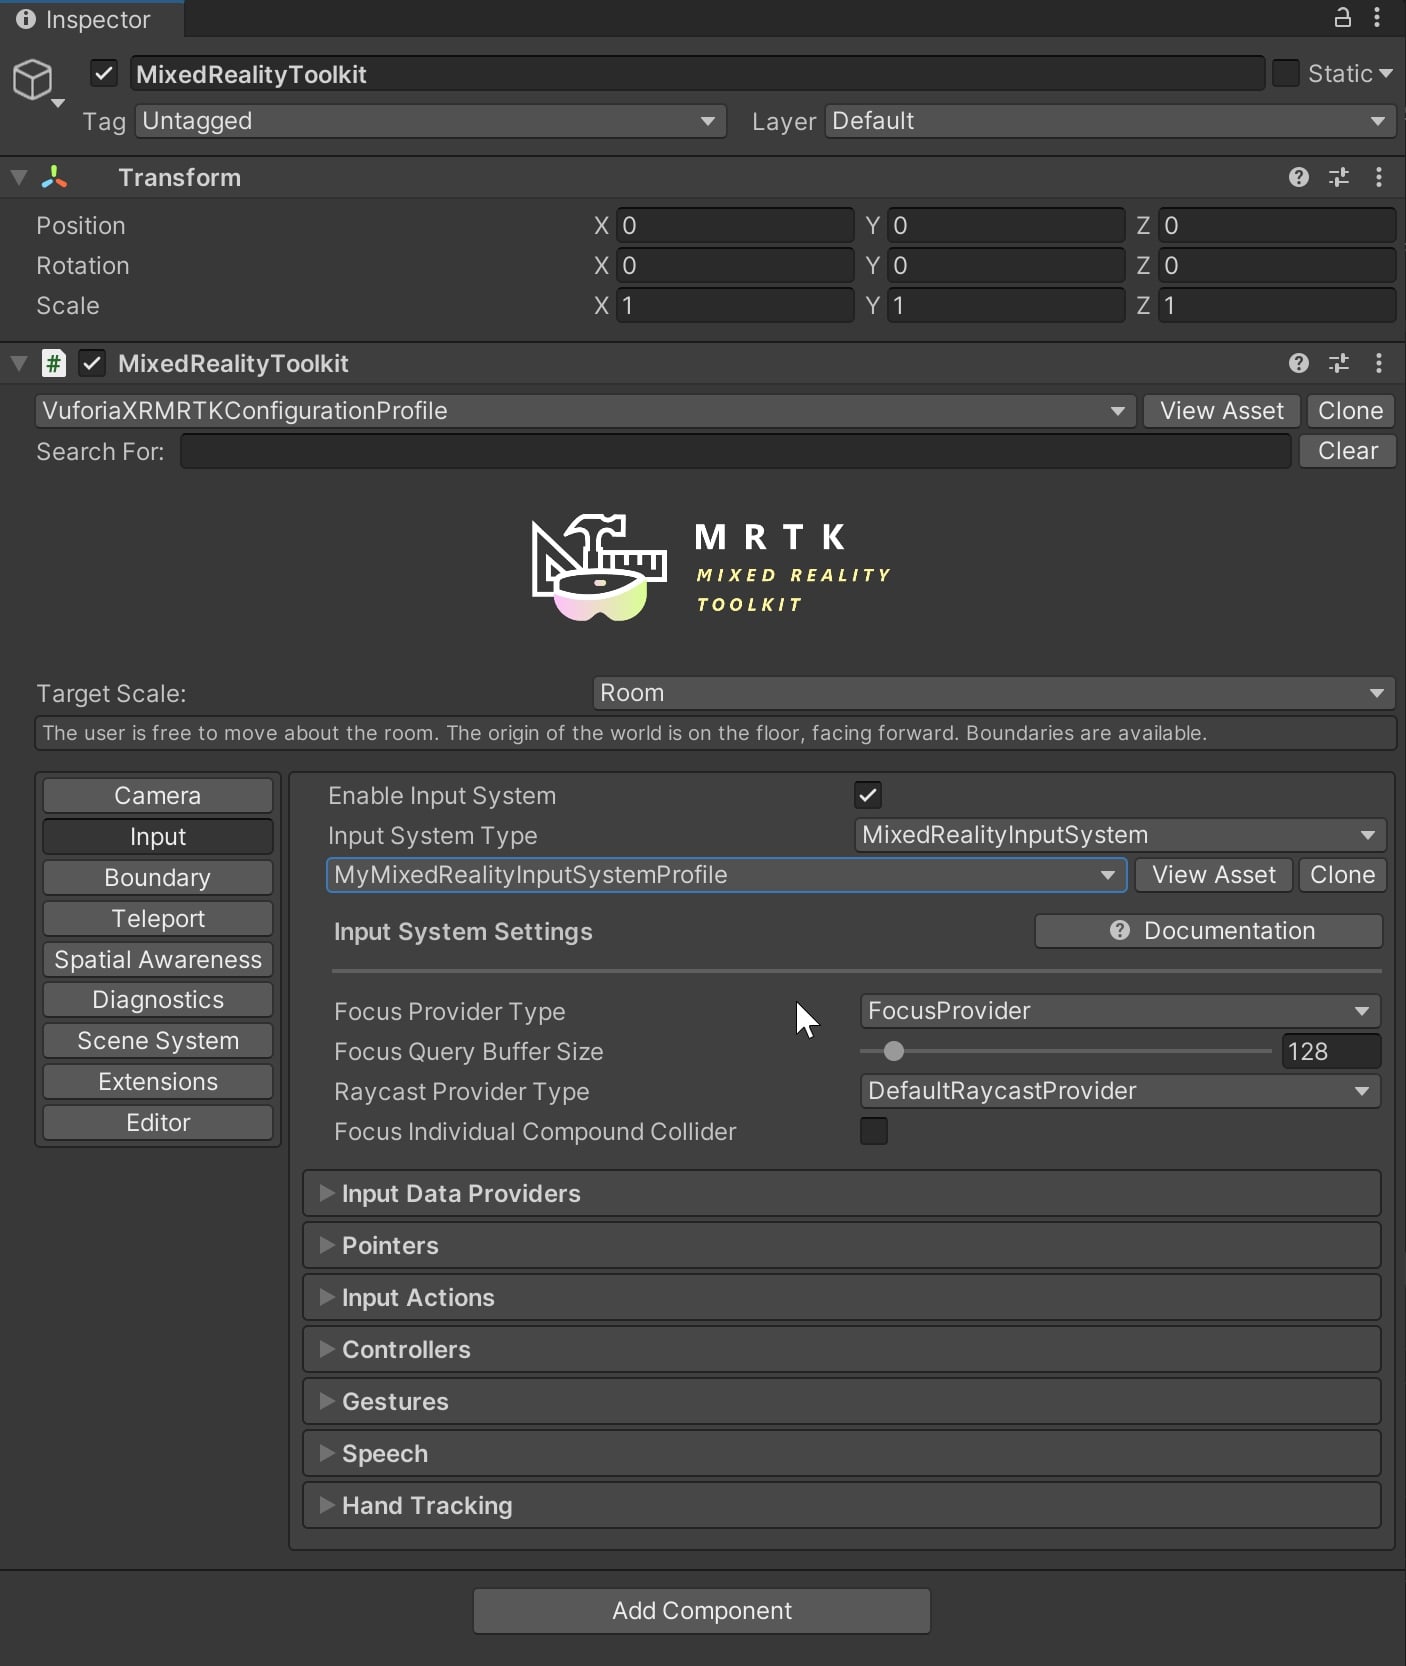 Inspector
MixedRealityToolkit Static
Tag Untagged Layer Default
Transform
Position X 0 Y 0 Z 0
Rotation X 0 Y 0 Z 0
Scale X 1 Y 1 Z 1
# MixedRealityToolkit
VuforiaXRMRTKConfigurationProfile View Asset Clone
Search For: Clear
MRTK
MIXED REALITY
TOOLKIT
Target Scale: Room
The user is free to move about the room. The origin of the world is on the floor, facing forward. Boundaries are available.
Camera
Input
Boundary
Teleport
Spatial Awareness
Diagnostics
Scene System
Extensions
Editor
Enable Input System
Input System Type MixedRealityInputSystem
MyMixedRealityInputSystemProfile View Asset Clone
Input System Settings Documentation
Focus Provider Type FocusProvider
Focus Query Buffer Size 128
Raycast Provider Type DefaultRaycastProvider
Focus Individual Compound Collider
Input Data Providers
Pointers
Input Actions
Controllers
Gestures
Speech
Hand Tracking
Add Component